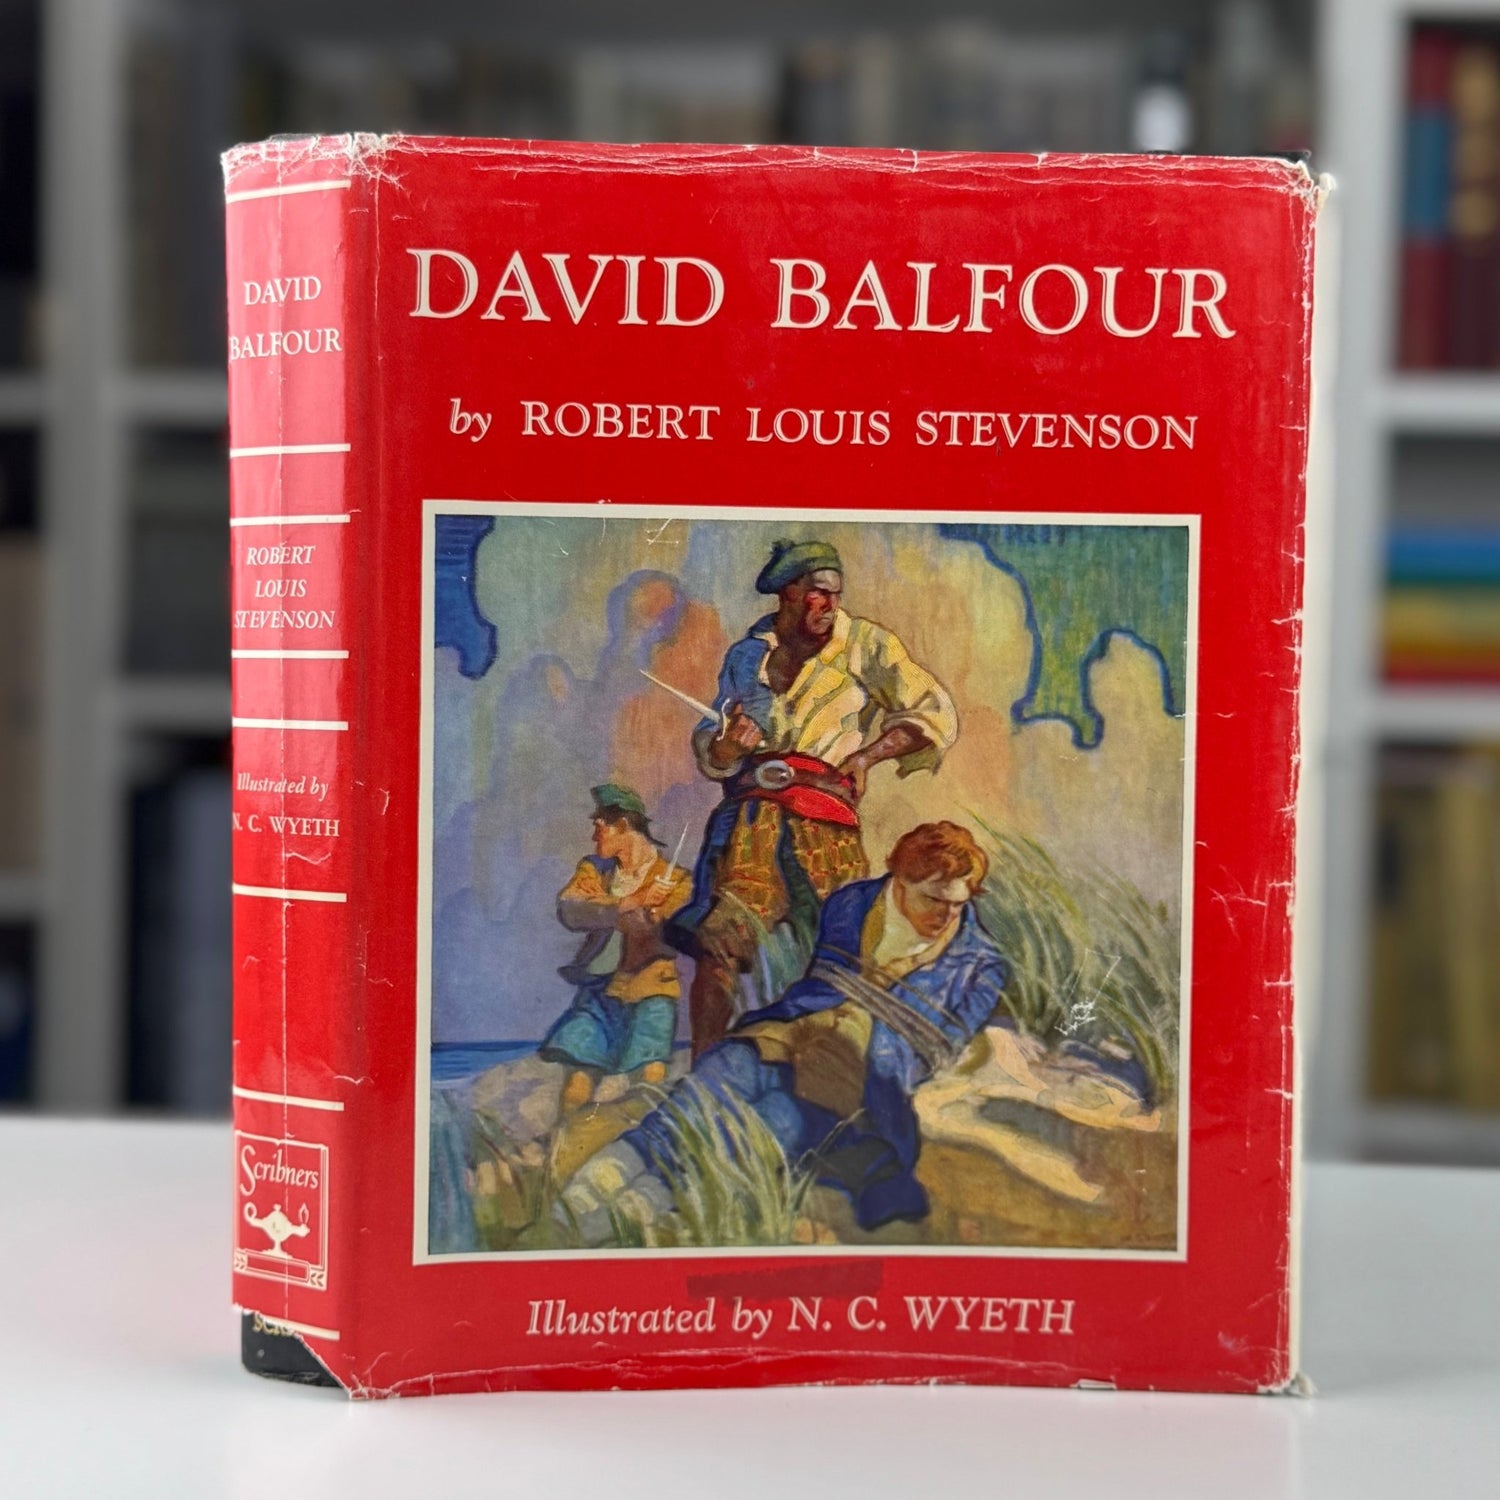 DAVID
BALFOUR
ROBERT
LOUIS
STEVENSON
Illustrated by
N. C. WYETH
Scribners
DAVID BALFOUR
by ROBERT LOUIS STEVENSON
Illustrated by N. C. WYETH